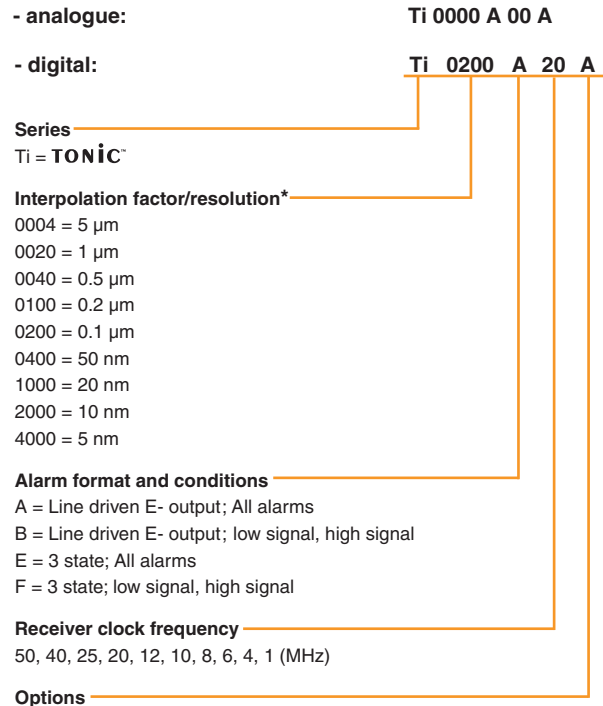 - analogue: Ti 0000 A 00 A
- digital: Ti 0200 A 20 A
Series
Ti = TONiC™
Interpolation factor/resolution*
0004 = 5 µm
0020 = 1 µm
0040 = 0.5 µm
0100 = 0.2 µm
0200 = 0.1 µm
0400 = 50 nm
1000 = 20 nm
2000 = 10 nm
4000 = 5 nm
Alarm format and conditions
A = Line driven E- output; All alarms
B = Line driven E- output; low signal, high signal
E = 3 state; All alarms
F = 3 state; low signal, high signal
Receiver clock frequency
50, 40, 25, 20, 12, 10, 8, 6, 4, 1 (MHz)
Options